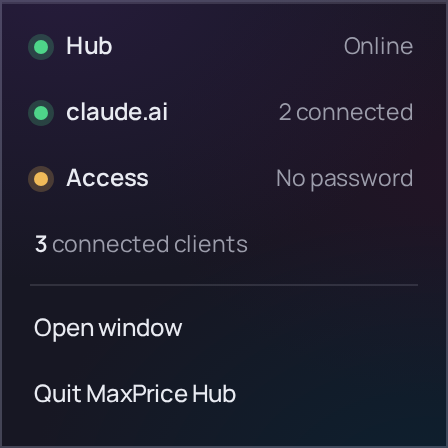 Hub Online
claude.ai 2 connected
Access No password
3 connected clients
Open window
Quit MaxPrice Hub